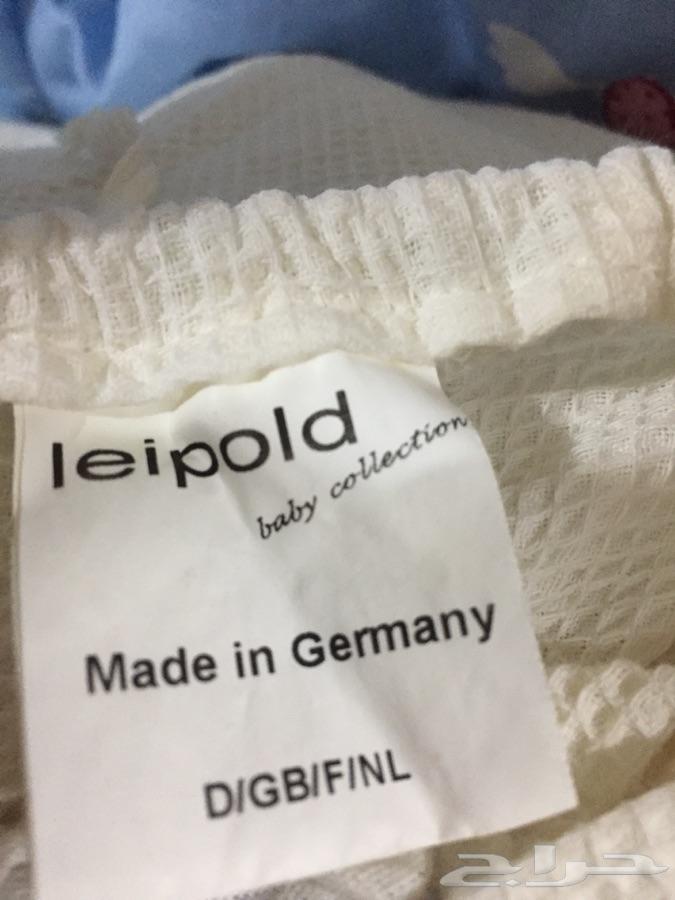 leipold
baby collection
Made in Germany
D/GB/F/NL
حراج